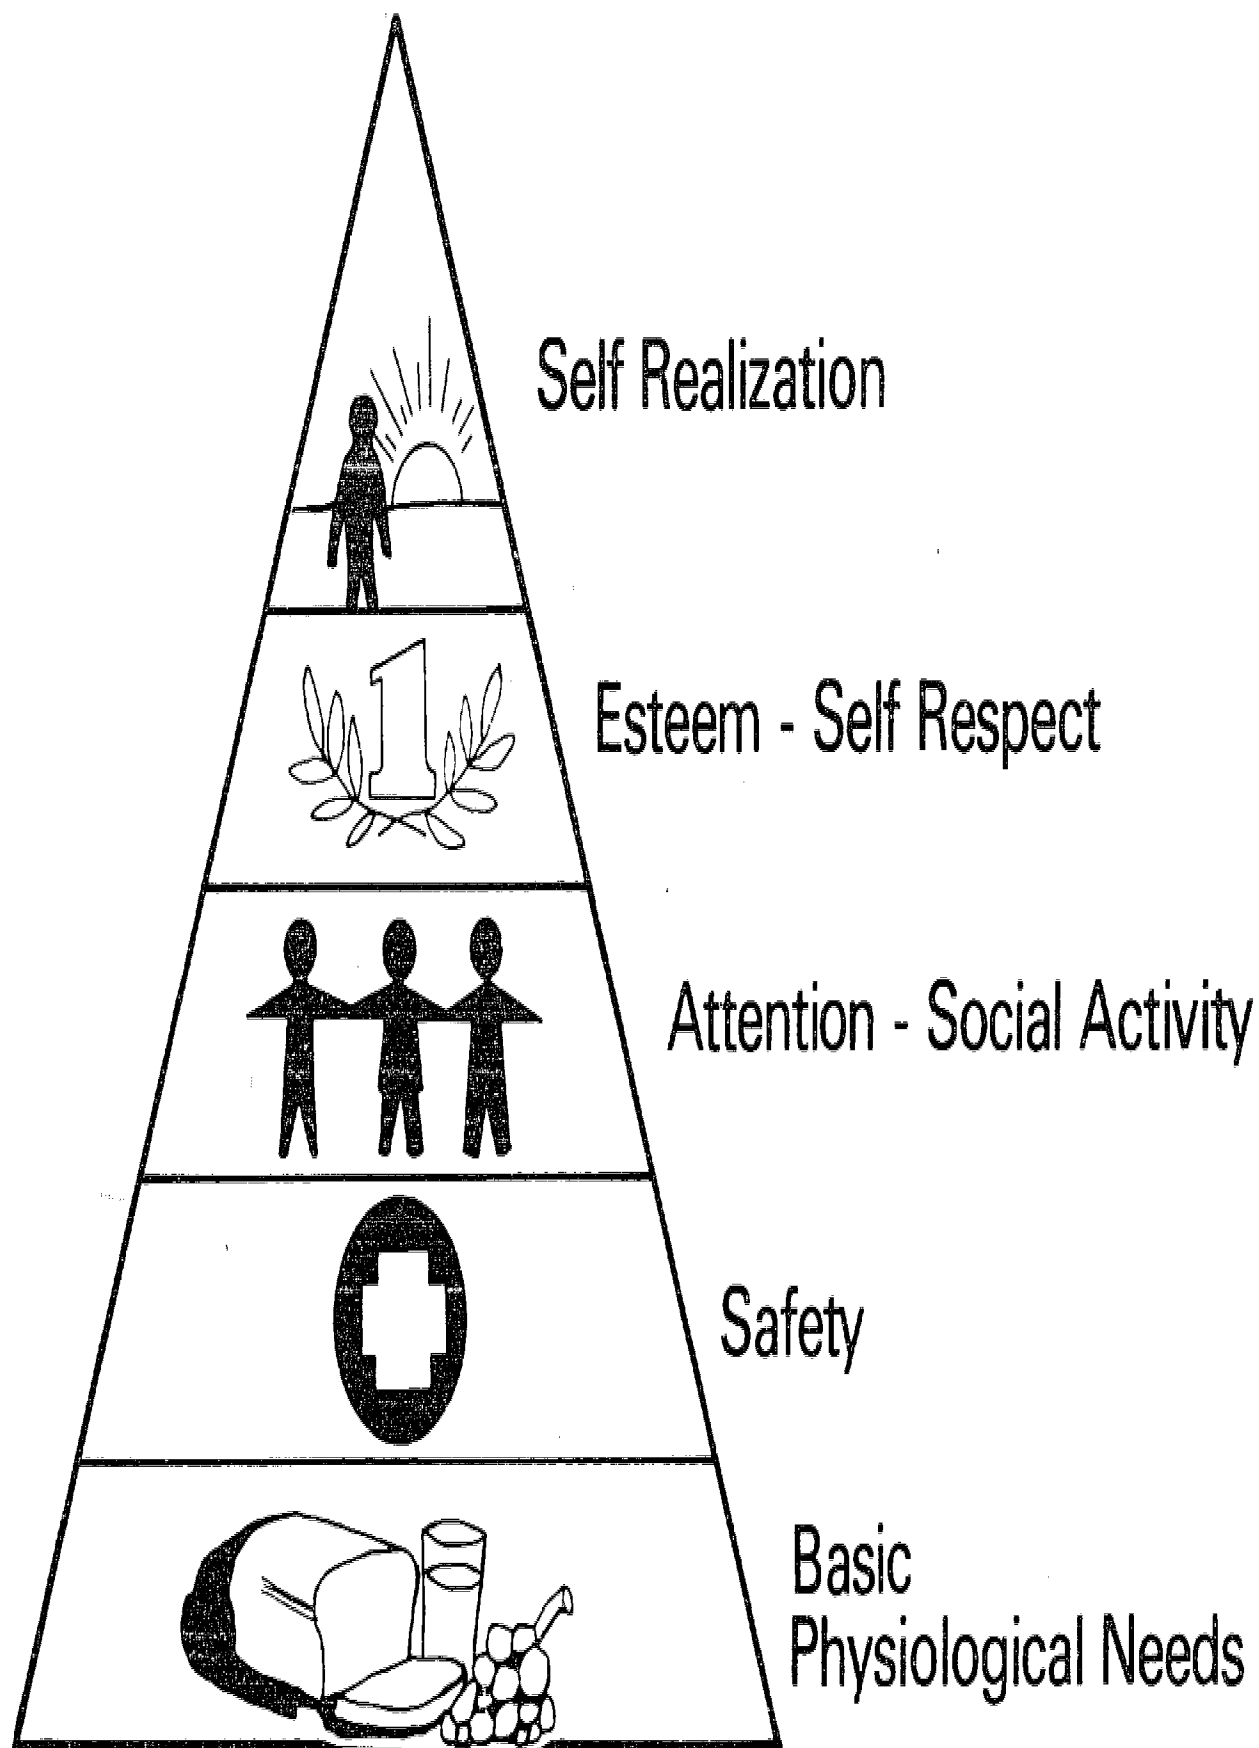 Self Realization
1
Esteem - Self Respect
Attention - Social Activity
Safety
Basic
Physiological Needs